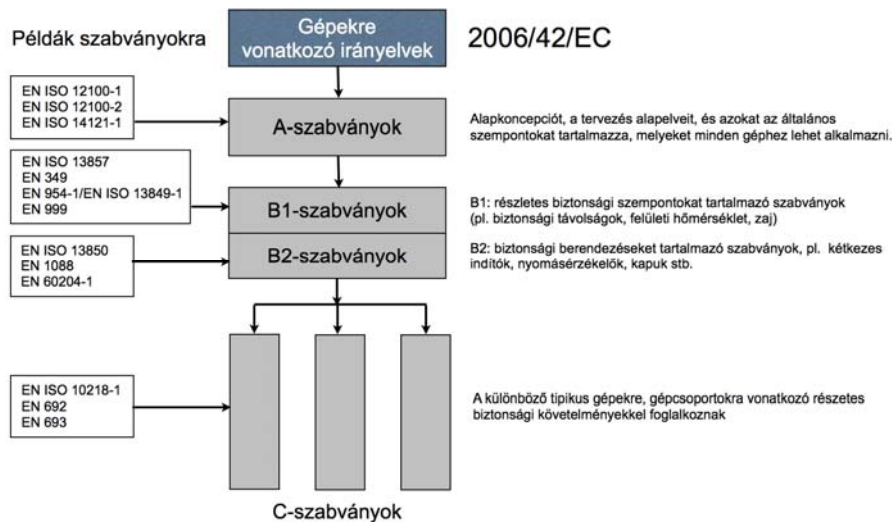 Példák szabványokra
Gépekre
vonatkozó irányelvek
2006/42/EC
EN ISO 12100-1
EN ISO 12100-2
EN ISO 14121-1
A-szabványok
Alapkoncepciót, a tervezés alapelveit, és azokat az általános
szempontokat tartalmazza, melyeket minden géphez lehet alkalmazni.
EN ISO 13857
EN 349
EN 954-1/EN ISO 13849-1
EN 999
B1-szabványok
B1: részletes biztonsági szempontokat tartalmazó szabványok
(pl. biztonsági távolságok, felületi hőmérséklet, zaj)
EN ISO 13850
EN 1088
EN 60204-1
B2-szabványok
B2: biztonsági berendezéseket tartalmazó szabványok, pl. kétkezes
indítók, nyomásérzékelők, kapuk stb.
EN ISO 10218-1
EN 692
EN 693
A különböző tipikus gépekre, gépcsoportokra vonatkozó részetes
biztonsági követelményekkel foglalkoznak
C-szabványok